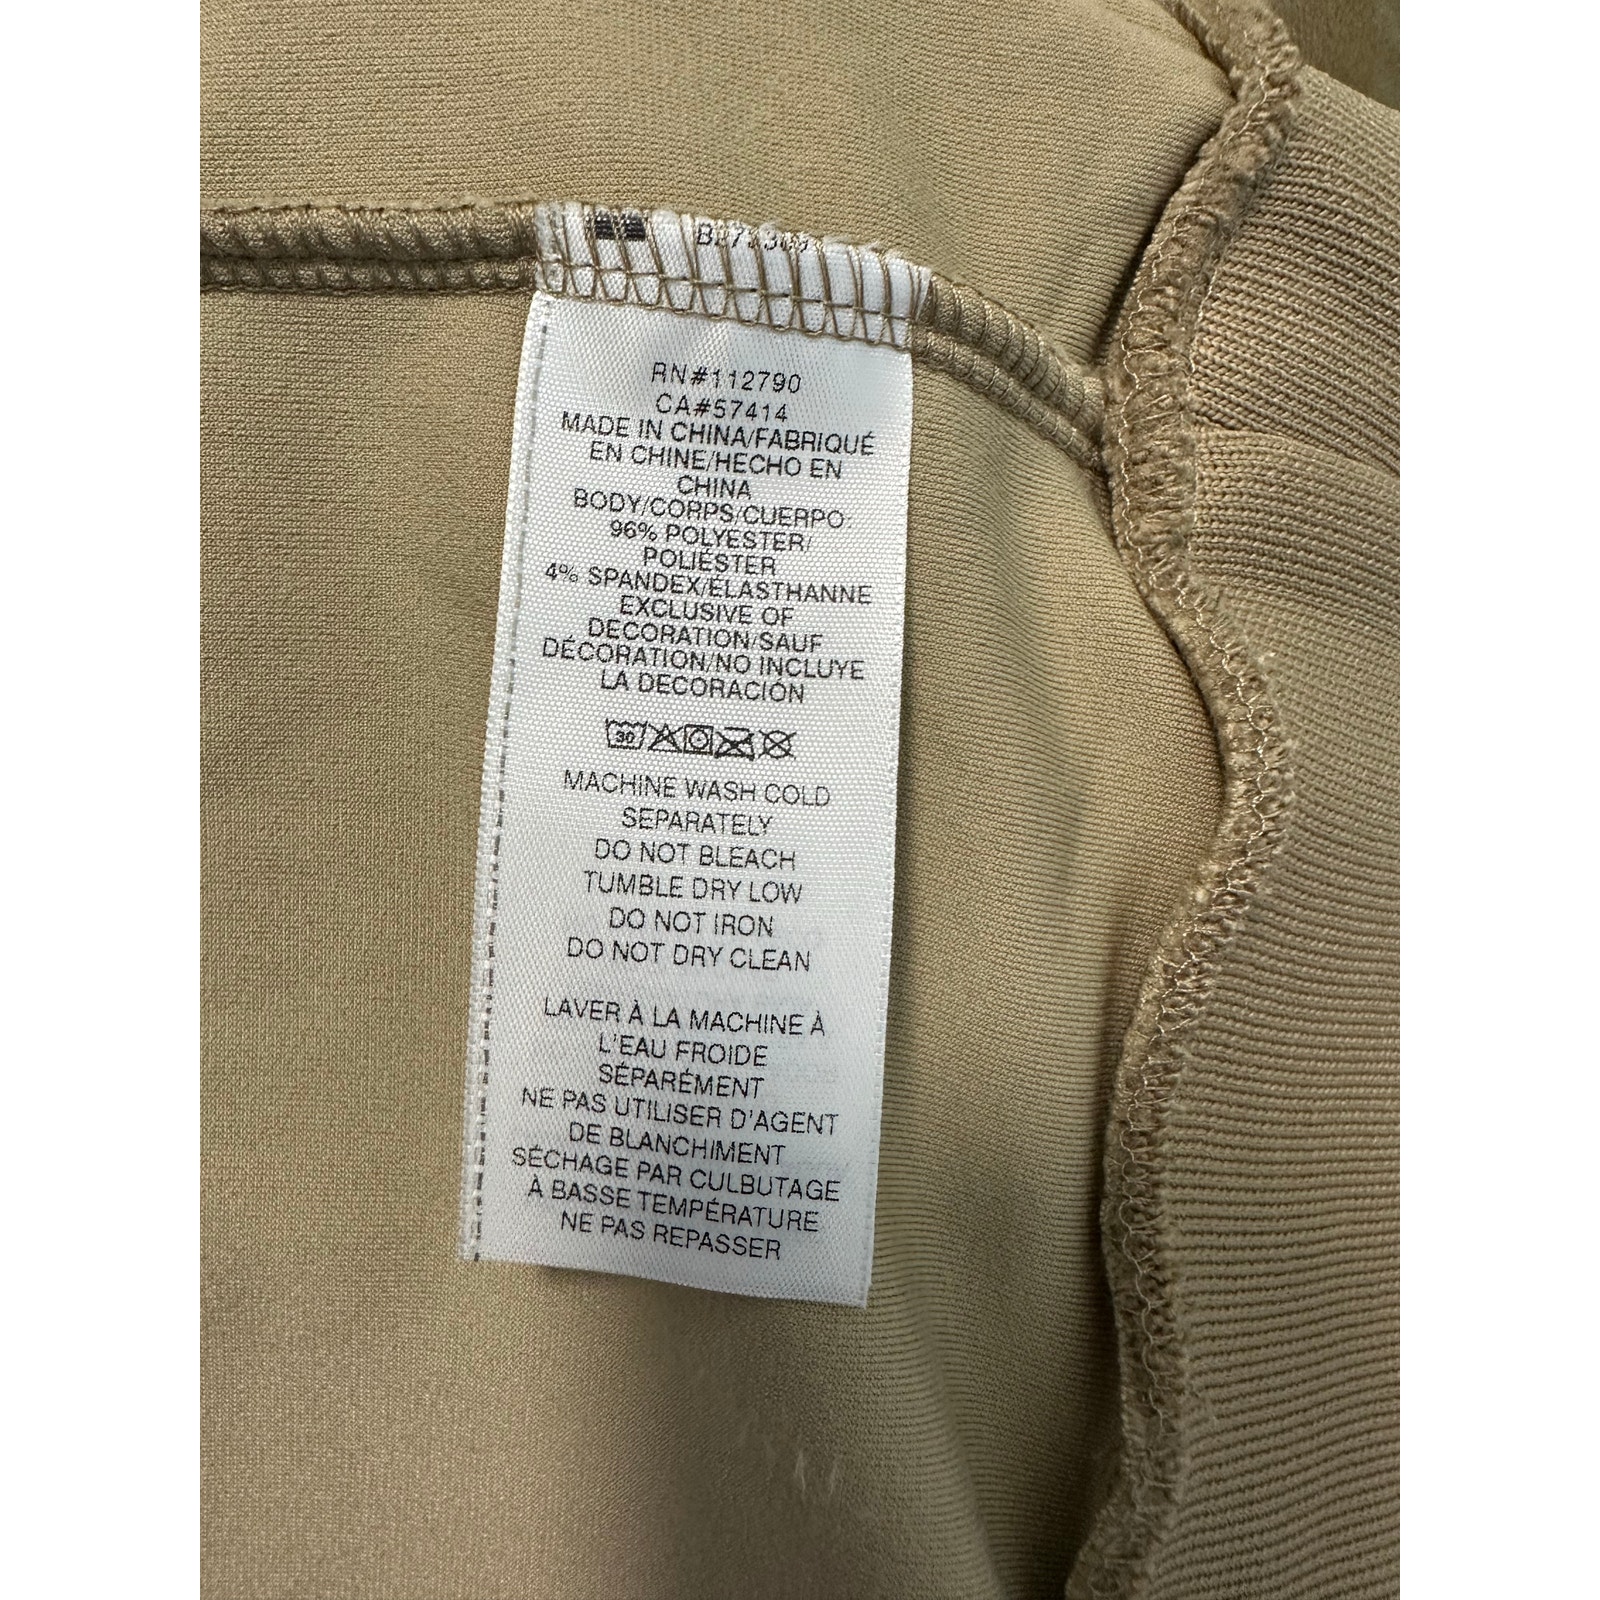 RN#112790
CA#57414
MADE IN CHINA/FABRIQUÉ
EN CHINE/HECHO EN
CHINA
BODY/CORPS/CUERPO
96% POLYESTER/
POLIÉSTER
4% SPANDEX/ÉLASTHANNE
EXCLUSIVE OF
DECORATION/SAUF
DÉCORATION/NO INCLUYE
LA DECORACIÓN
30
MACHINE WASH COLD
SEPARATELY
DO NOT BLEACH
TUMBLE DRY LOW
DO NOT IRON
DO NOT DRY CLEAN
LAVER À LA MACHINE À
L'EAU FROIDE
SÉPARÉMENT
NE PAS UTILISER D'AGENT
DE BLANCHIMENT
SÉCHAGE PAR CULBUTAGE
À BASSE TEMPÉRATURE
NE PAS REPASSER